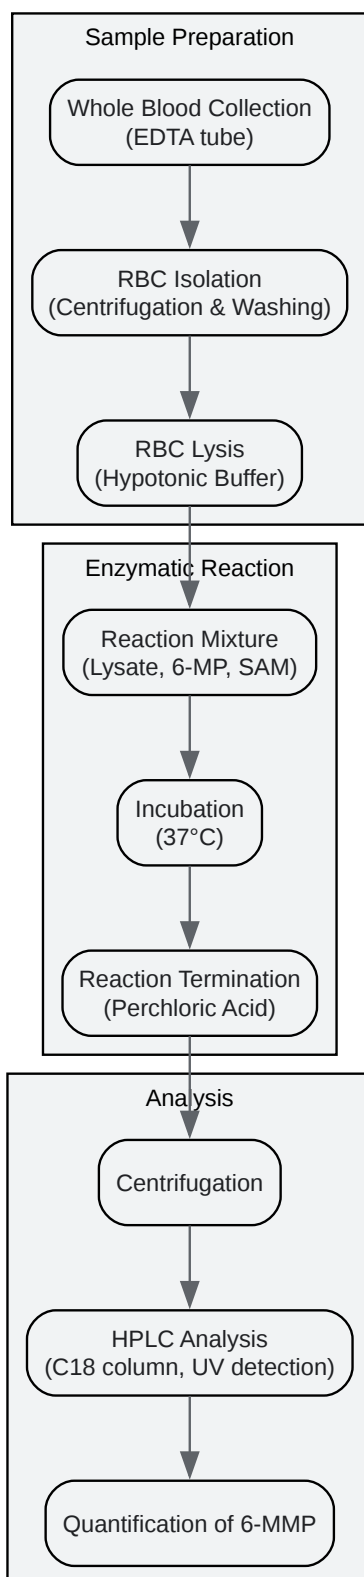 Sample Preparation
Whole Blood Collection
(EDTA tube)
RBC Isolation
(Centrifugation & Washing)
RBC Lysis
(Hypotonic Buffer)
Enzymatic Reaction
Reaction Mixture
(Lysate, 6-MP, SAM)
Incubation
(37°C)
Reaction Termination
(Perchloric Acid)
Analysis
Centrifugation
HPLC Analysis
(C18 column, UV detection)
Quantification of 6-MMP